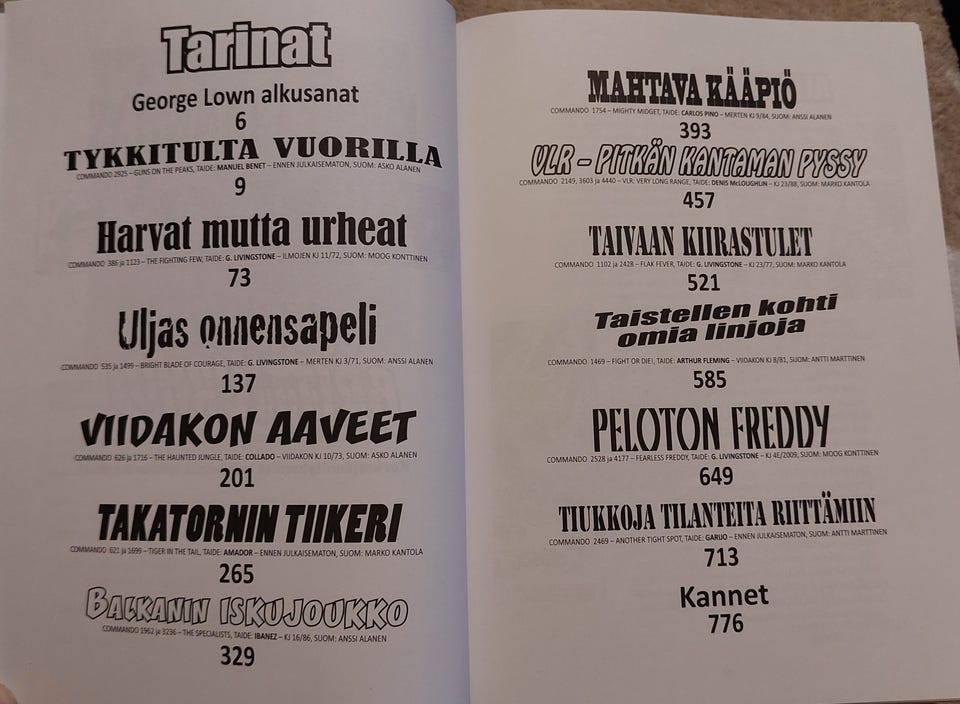 Tarinat
George Lown alkusanat
6
TYKKITULTA VUORILLA
COMMANDO 2925 – GUNS ON THE PEAKS, TAIDE: MANUEL BENET – ENNEN JULKAISEMATON, SUOM: ASKO ALANEN
9
Harvat mutta urheat
COMMANDO 386 ja 1123 – THE FIGHTING FEW, TAIDE: G. LIVINGSTONE – ILMOJEN KJ 11/72, SUOM: MOOG KONTTINEN
73
Uljas onnensapeli
COMMANDO 535 ja 1499 – BRIGHT BLADE OF COURAGE, TAIDE: G. LIVINGSTONE – MERTEN KJ 3/71, SUOM: ANSSI ALANEN
137
VIIDAKON AAVEET
COMMANDO 626 ja 1716 – THE HAUNTED JUNGLE, TAIDE: COLLADO – VIIDAKON KJ 10/73, SUOM: ASKO ALANEN
201
TAKATORNIN TIIKERI
COMMANDO 621 ja 1699 – TIGER IN THE TAIL, TAIDE: AMADOR – ENNEN JULKAISEMATON, SUOM: MARKO KANTOLA
265
BALKANIN ISKUJOUKKO
COMMANDO 1962 ja 3236 – THE SPECIALISTS, TAIDE: IBANEZ – KJ 16/86, SUOM: ANSSI ALANEN
329
MAHTAVA KÄÄPIÖ
COMMANDO 1754 – MIGHTY MIDGET, TAIDE: CARLOS PINO – MERTEN KJ 9/84, SUOM: ANSSI ALANEN
393
VLR – PITKÄN KANTAMAN PYSSY
COMMANDO 2149, 3603 ja 4440 – VLR: VERY LONG RANGE, TAIDE: DENIS McLOUGHLIN – KJ 23/88, SUOM: MARKO KANTOLA
457
TAIVAAN KIIRASTULET
COMMANDO 1102 ja 2428 – FLAK FEVER, TAIDE: G. LIVINGSTONE – KJ 23/77, SUOM: MARKO KANTOLA
521
Taistellen kohti
omia linjoja
COMMANDO 1469 – FIGHT OR DIE!, TAIDE: ARTHUR FLEMING – VIIDAKON KJ 8/81, SUOM: ANTTI MARTTINEN
585
PELOTON FREDDY
COMMANDO 2528 ja 4177 – FEARLESS FREDDY, TAIDE: G. LIVINGSTONE – KJ 4E/2009, SUOM: MOOG KONTTINEN
649
TIUKKOJA TILANTEITA RIITTÄMIIN
COMMANDO 2469 – ANOTHER TIGHT SPOT, TAIDE: GARIJO – ENNEN JULKAISEMATON, SUOM: ANTTI MARTTINEN
713
Kannet
776